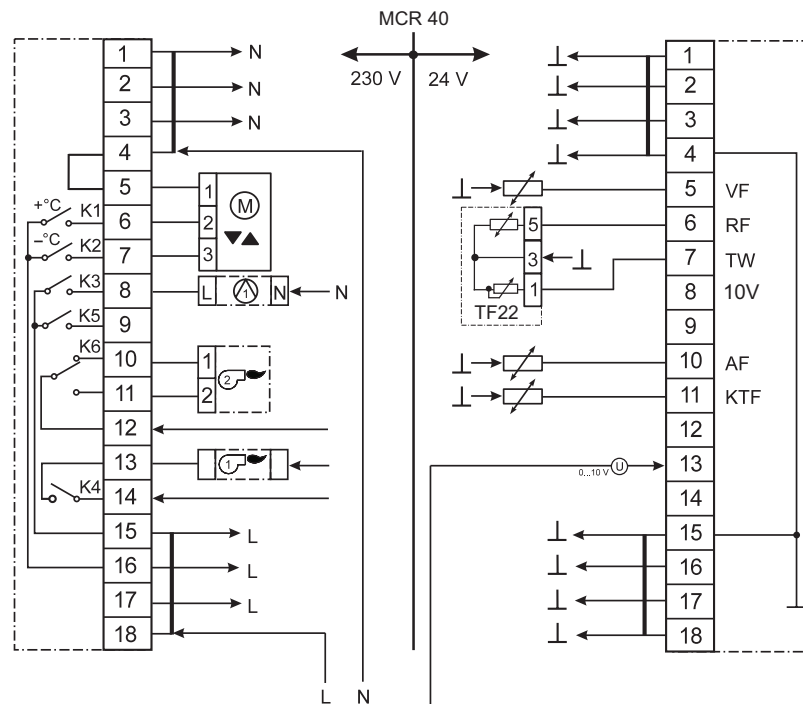 MCR 40
230 V 24 V
1 N
2 N
3 N
4
5 1 M
+°C K1 6 2
–°C K2 7 3
K3 8 L 1 N N
K5 9
K6 10 1
11 2 2
12
13 1
K4 14
15 L
16 L
17 L
18
L N
1
2
3
4
5 VF
5 6 RF
3 7 TW
1 8 10V
TF22
9
10 AF
11 KTF
12
0...10 V U 13
14
15
16
17
18